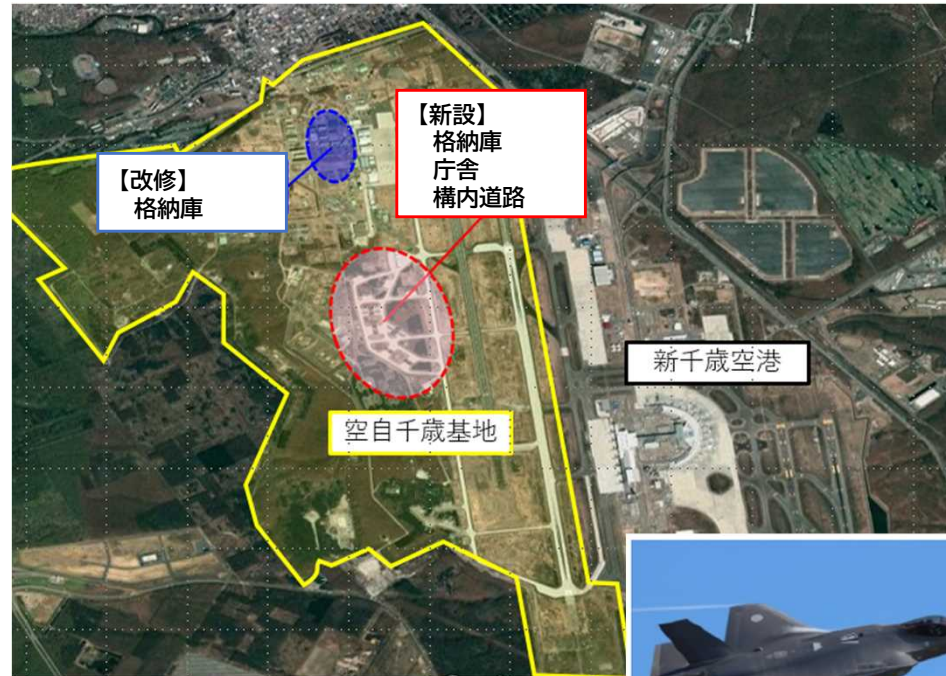 【新設】
格納庫
庁舎
構内道路
【改修】
格納庫
新千歳空港
空自千歳基地